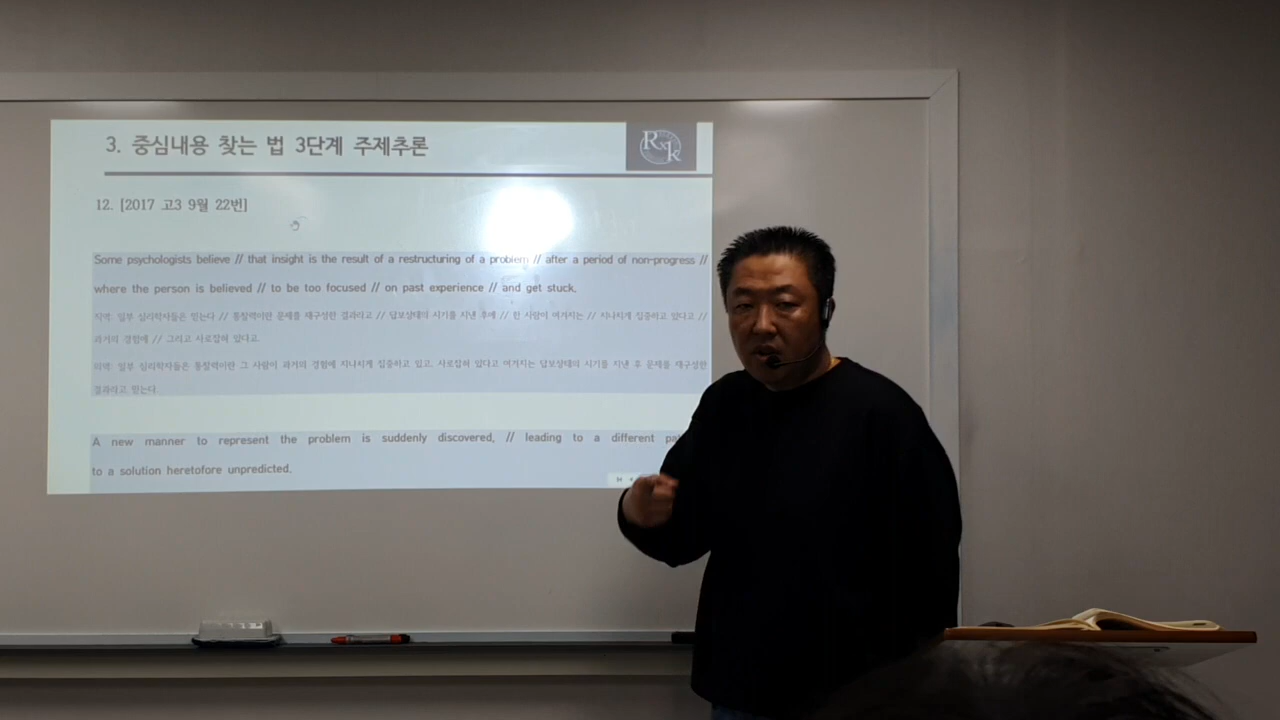 3. 중심내용 찾는 법 3단계 주제추론
RxK
12. [2017 고3 9월 22번]
Some psychologists believe // that insight is the result of a restructuring of a problem // after a period of non-progress //
where the person is believed // to be too focused // on past experience // and get stuck.
직역: 일부 심리학자들은 믿는다 // 통찰력이란 문제를 재구성한 결과라고 // 답보상태의 시기를 지낸 후에 // 한 사람이 여겨지는 // 지나치게 집중하고 있다고 //
과거의 경험에 // 그리고 사로잡혀 있다고.
의역: 일부 심리학자들은 통찰력이란 그 사람이 과거의 경험에 지나치게 집중하고 있고, 사로잡혀 있다고 여겨지는 답보상태의 시기를 지낸 후 문제를 재구성한
결과라고 믿는다.
A new manner to represent the problem is suddenly discovered, // leading to a different
to a solution heretofore unpredicted.